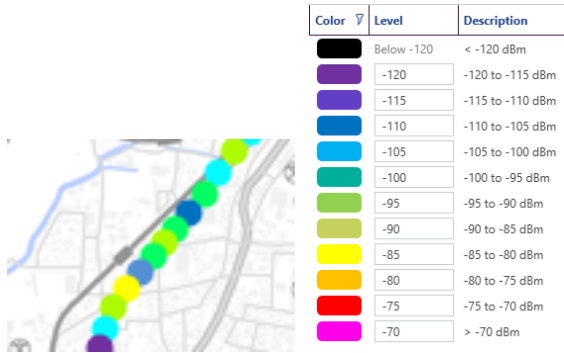 Color Level Description
Below -120 < -120 dBm
-120 -120 to -115 dBm
-115 -115 to -110 dBm
-110 -110 to -105 dBm
-105 -105 to -100 dBm
-100 -100 to -95 dBm
-95 -95 to -90 dBm
-90 -90 to -85 dBm
-85 -85 to -80 dBm
-80 -80 to -75 dBm
-75 -75 to -70 dBm
-70 > -70 dBm